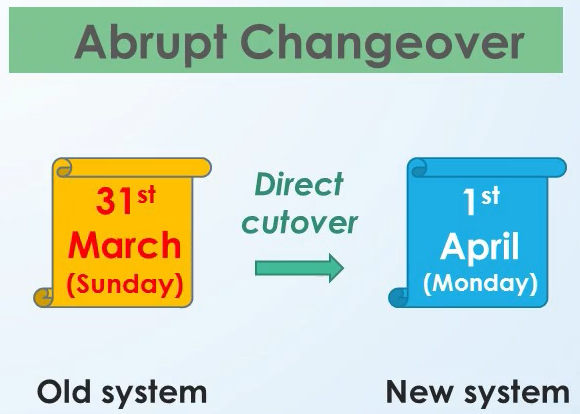 Abrupt Changeover
31st
March
(Sunday)
Direct
cutover
1st
April
(Monday)
Old system
New system